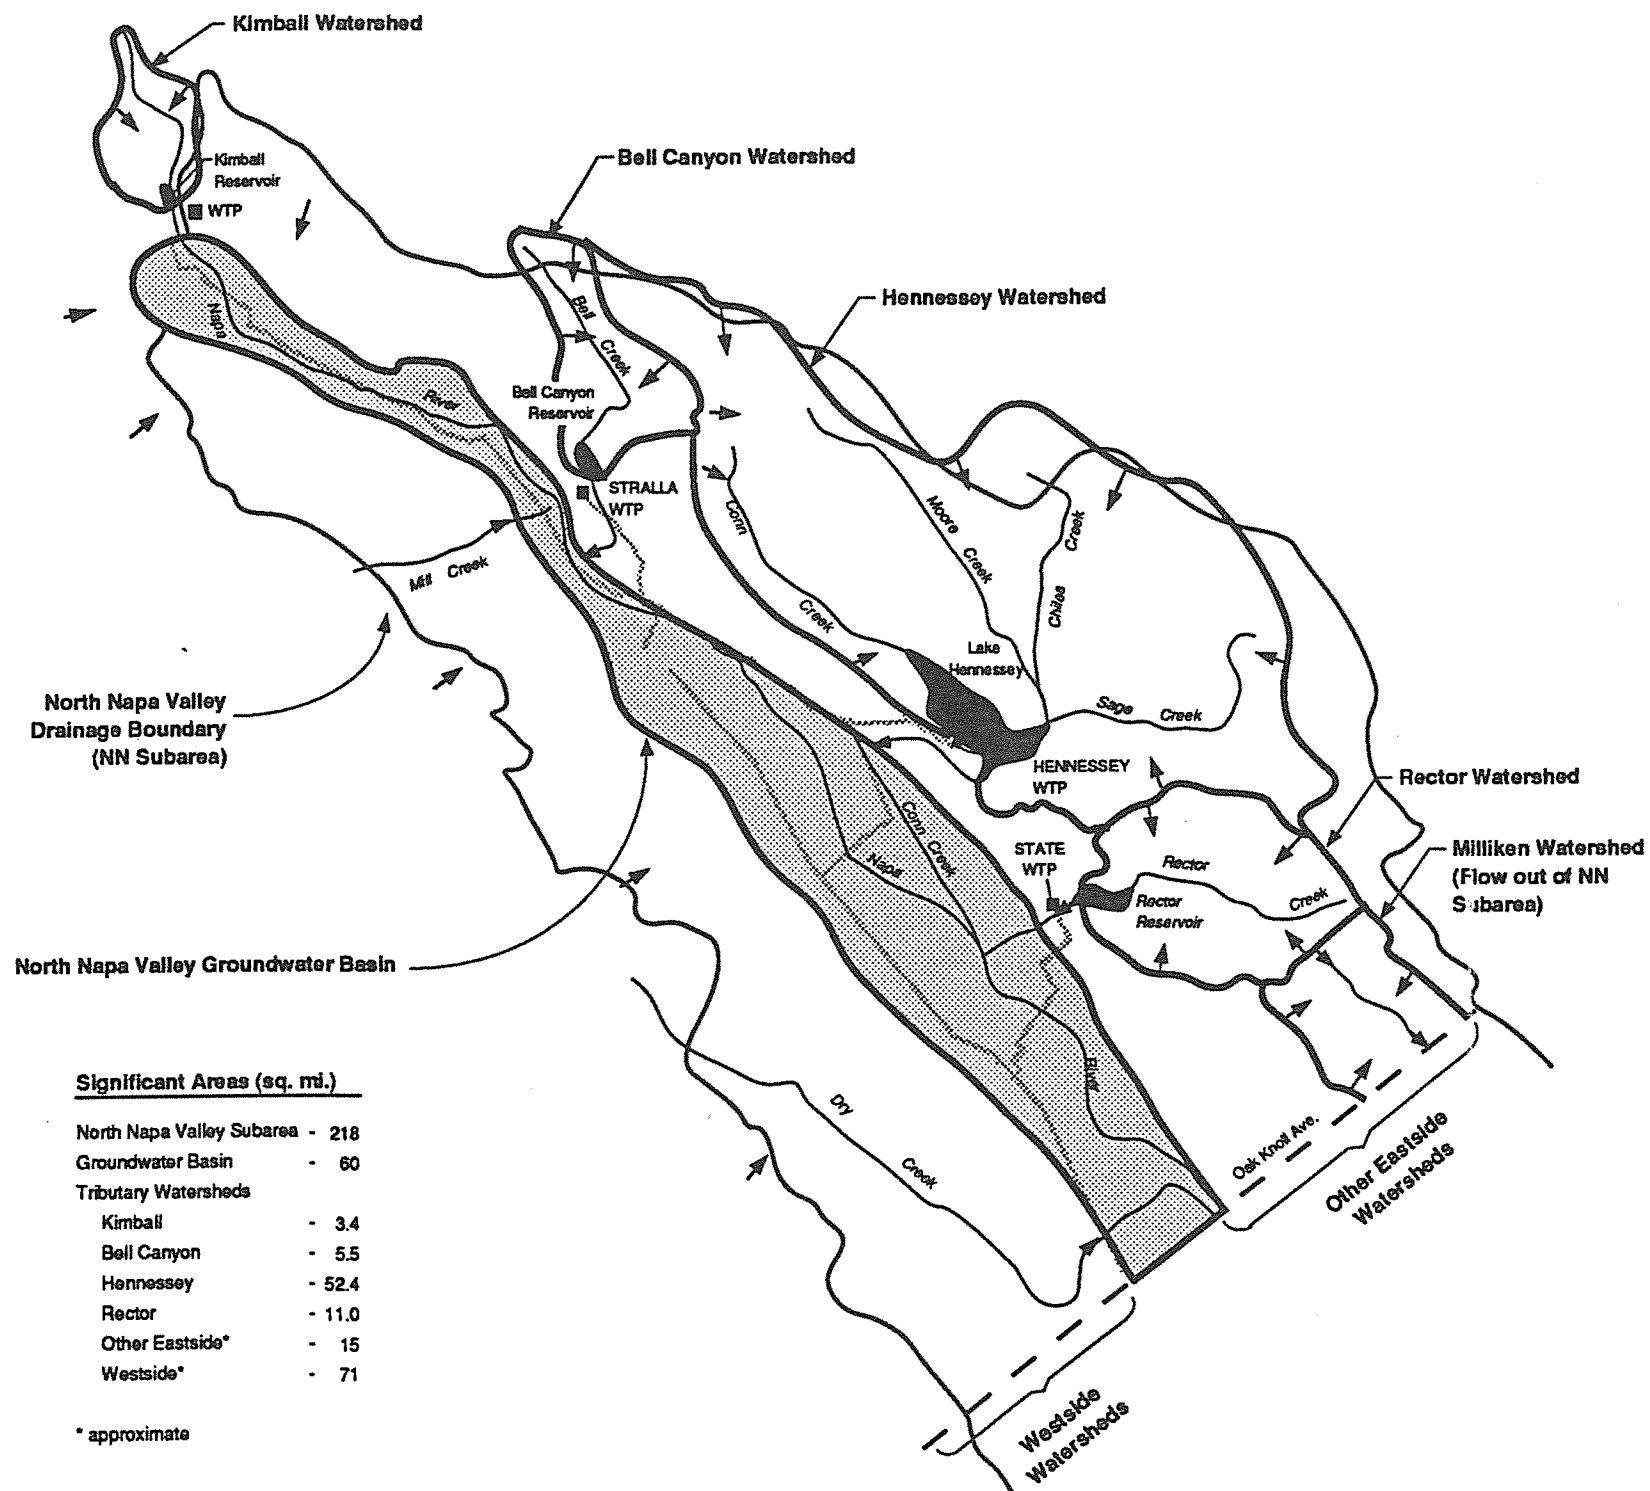 Kimball Watershed
Kimball
Reservoir
WTP
Bell Canyon Watershed
Hennessey Watershed
Napa
River
Bell
Creek
Bell Canyon
Reservoir
STRALLA
WTP
Conn
Creek
Moore
Creek
Creek
Chiles
Mill Creek
Lake
Hennessey
Sage Creek
North Napa Valley
Drainage Boundary
(NN Subarea)
HENNESSEY
WTP
Rector Watershed
Conn
Creek
Napa
STATE
WTP
Rector
Creek
Rector
Reservoir
Milliken Watershed
(Flow out of NN
Subarea)
North Napa Valley Groundwater Basin
River
Dry
Creek
Oak Knoll Ave.
Other Eastside
Watersheds
Westside
Watersheds
Significant Areas (sq. mi.)
North Napa Valley Subarea - 218
Groundwater Basin - 60
Tributary Watersheds
Kimball - 3.4
Bell Canyon - 5.5
Hennessey - 52.4
Rector - 11.0
Other Eastside* - 15
Westside* - 71
* approximate